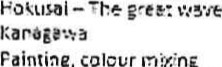 Hokusai – The great wave
Kanagawa
Painting, colour mixing